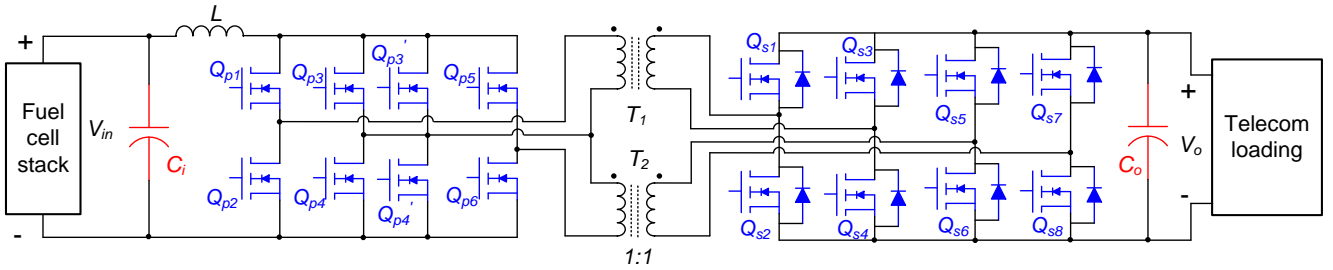 +
Fuel
cell
stack
-
V_in
C_i
L
Q_p1
Q_p3
Q_p3'
Q_p5
Q_p2
Q_p4
Q_p4'
Q_p6
T_1
T_2
1:1
Q_s1
Q_s3
Q_s5
Q_s7
Q_s2
Q_s4
Q_s6
Q_s8
C_o
+
V_o
-
Telecom
loading